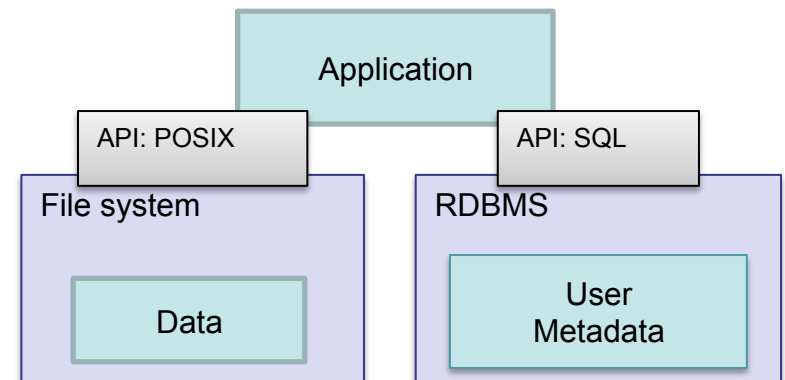 Application
API: POSIX
API: SQL
File system
RDBMS
Data
User
Metadata